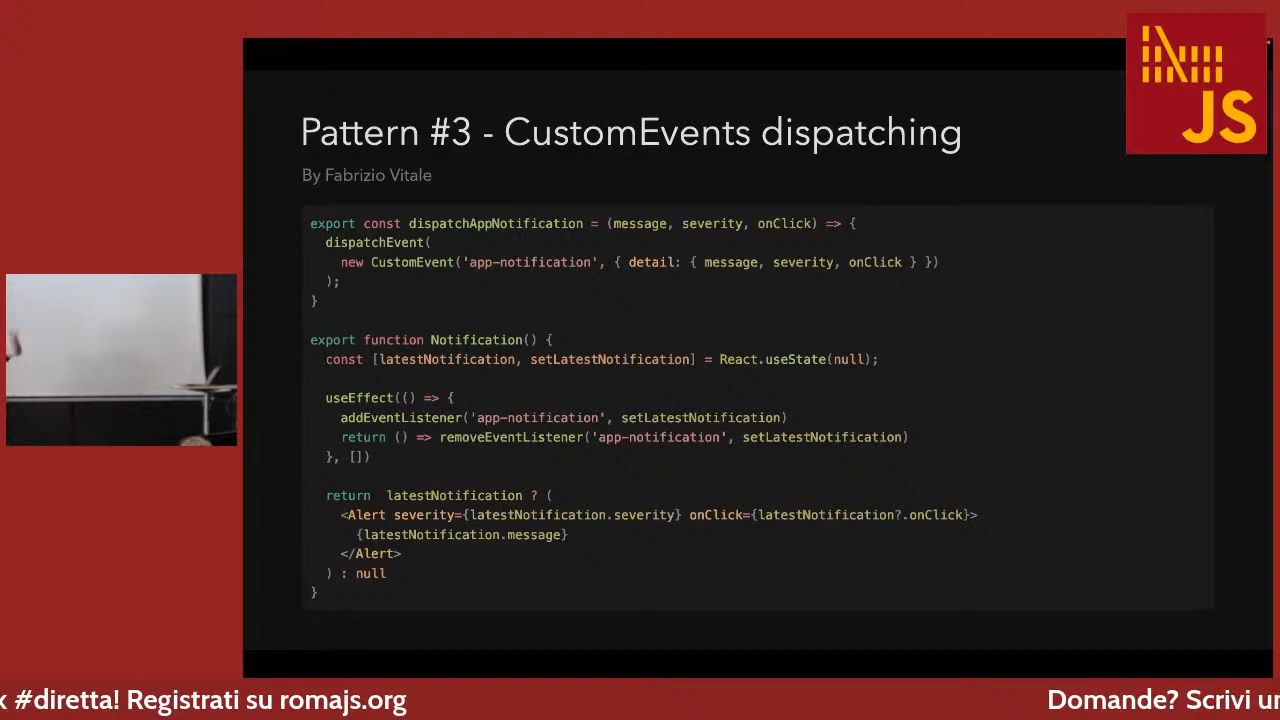 JS
Pattern #3 - CustomEvents dispatching
By Fabrizio Vitale
export const dispatchAppNotification = (message, severity, onClick) => {
  dispatchEvent(
    new CustomEvent('app-notification', { detail: { message, severity, onClick } })
  );
}

export function Notification() {
  const [latestNotification, setLatestNotification] = React.useState(null);

  useEffect(() => {
    addEventListener('app-notification', setLatestNotification)
    return () => removeEventListener('app-notification', setLatestNotification)
  }, [])

  return  latestNotification ? (
    <Alert severity={latestNotification.severity} onClick={latestNotification?.onClick}>
      {latestNotification.message}
    </Alert>
  ) : null
}
#diretta! Registrati su romajs.org
Domande? Scrivi